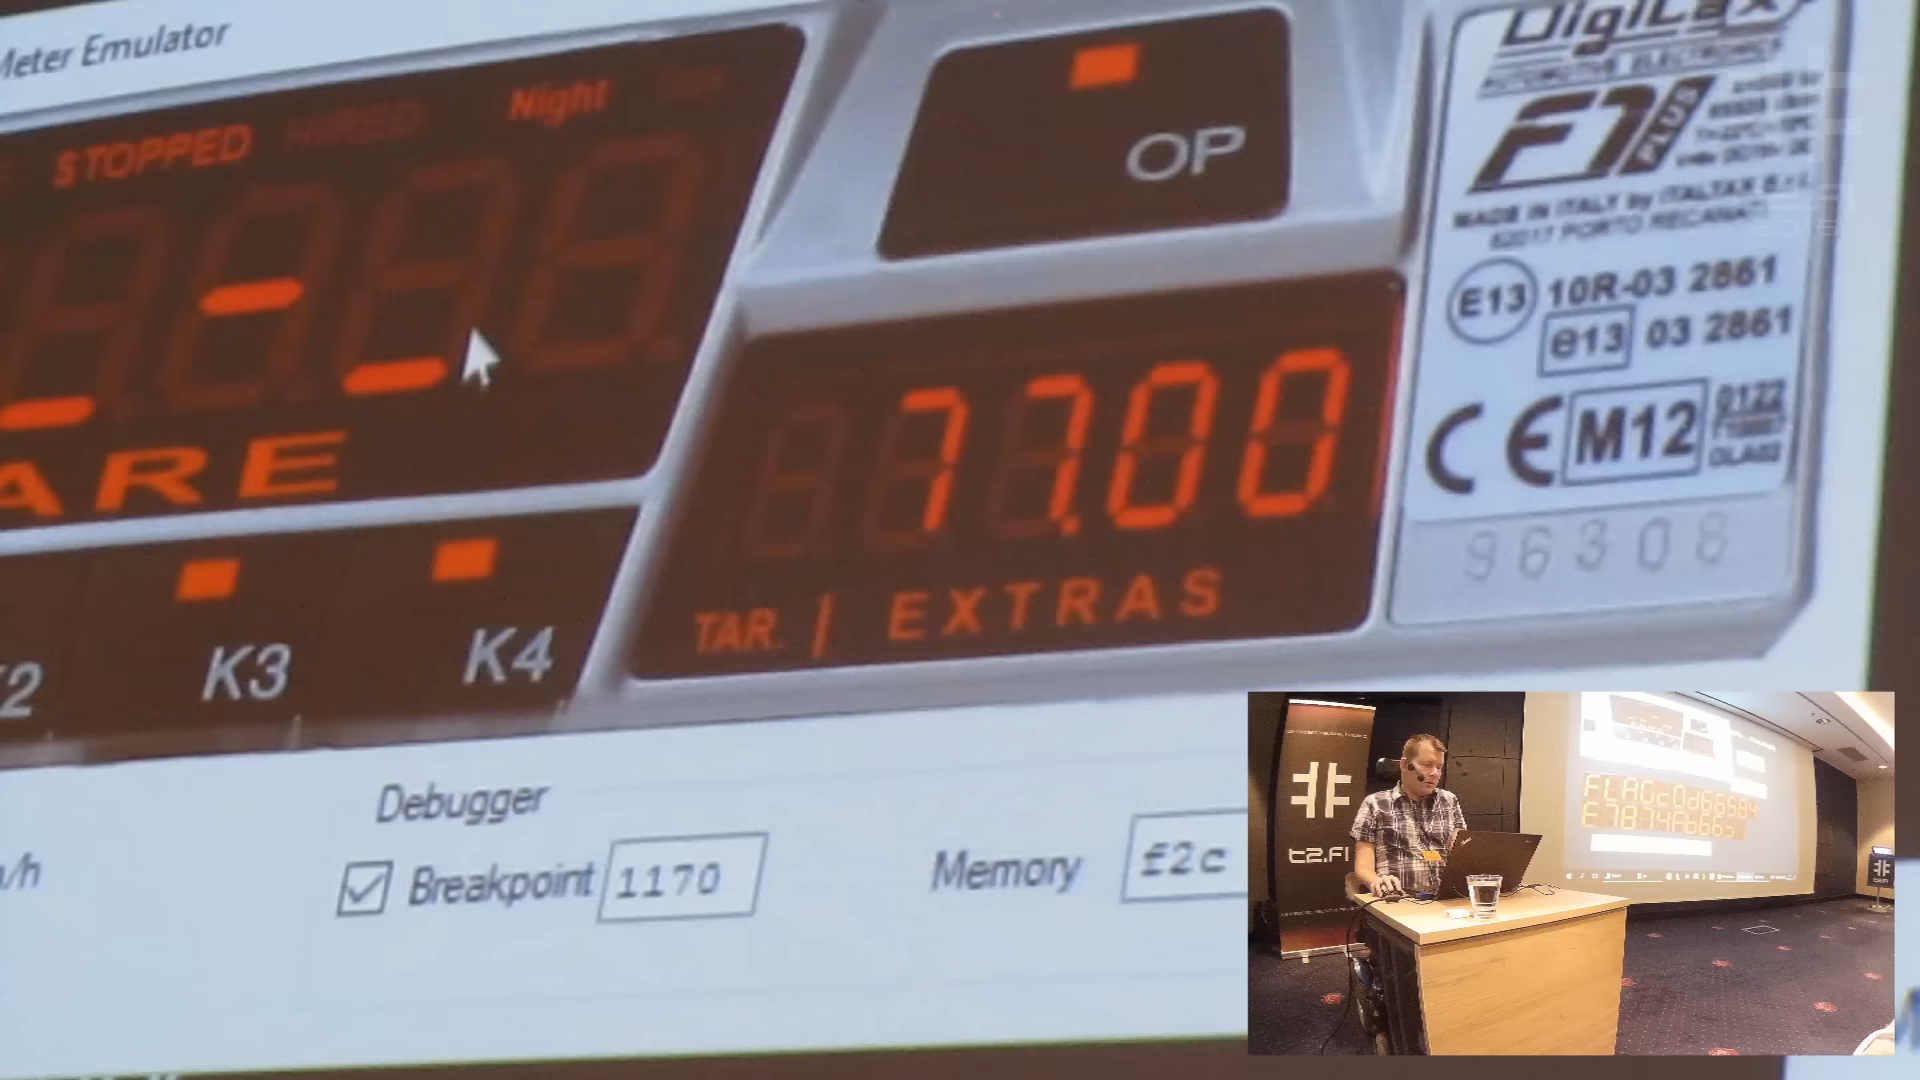 Meter Emulator
STOPPED HIRED Night
ARE
K3
K4
OP
77.00
TAR. | EXTRAS
DigiTax
AUTOMOTIVE ELECTRONICS
F1 PLUS
MADE IN ITALY by ITALTAX S.r.l.
62017 PORTO RECANATI
E13 10R-03 2861
e13 03 2861
CE M12 0122
96308
Debugger
Breakpoint 1170
Memory f2c
t2.fi